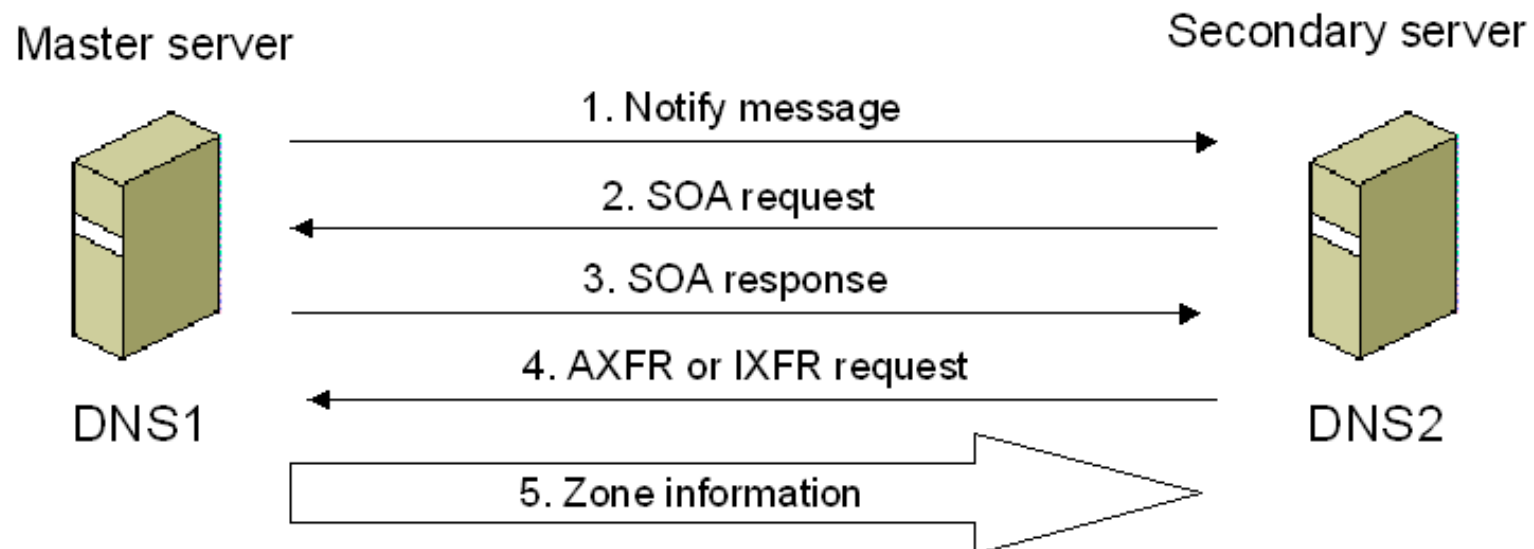 Master server
Secondary server
1. Notify message
2. SOA request
3. SOA response
4. AXFR or IXFR request
DNS1
DNS2
5. Zone information